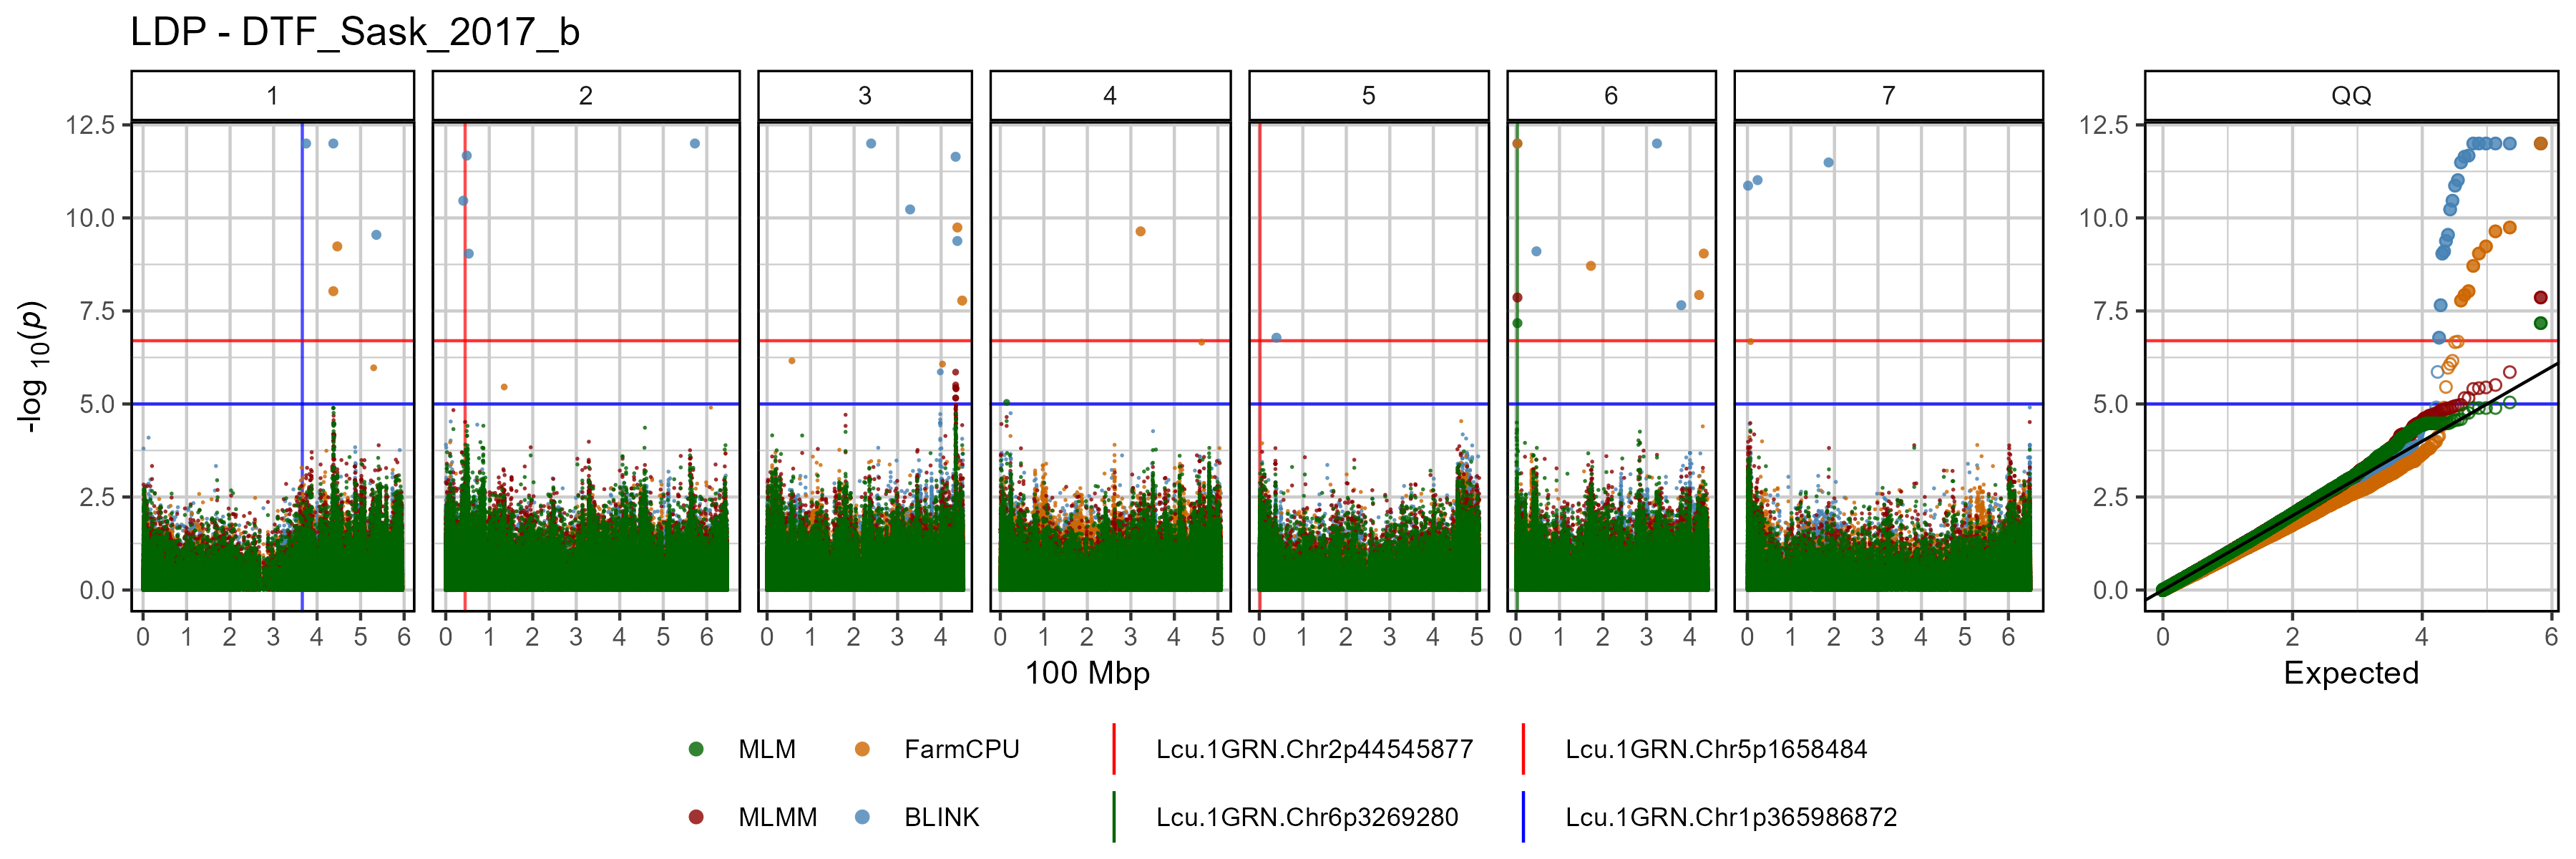 LDP - DTF_Sask_2017_b
1 2 3 4 5 6 7 QQ
12.5 12.5
10.0 10.0
7.5 7.5
5.0 5.0
2.5 2.5
0.0 0.0
-log 10(p)
0 1 2 3 4 5 6 0 1 2 3 4 5 6 0 1 2 3 4 0 1 2 3 4 5 0 1 2 3 4 5 0 1 2 3 4 0 1 2 3 4 5 6 0 2 4 6
100 Mbp Expected
MLM FarmCPU Lcu.1GRN.Chr2p44545877 Lcu.1GRN.Chr5p1658484
MLMM BLINK Lcu.1GRN.Chr6p3269280 Lcu.1GRN.Chr1p365986872